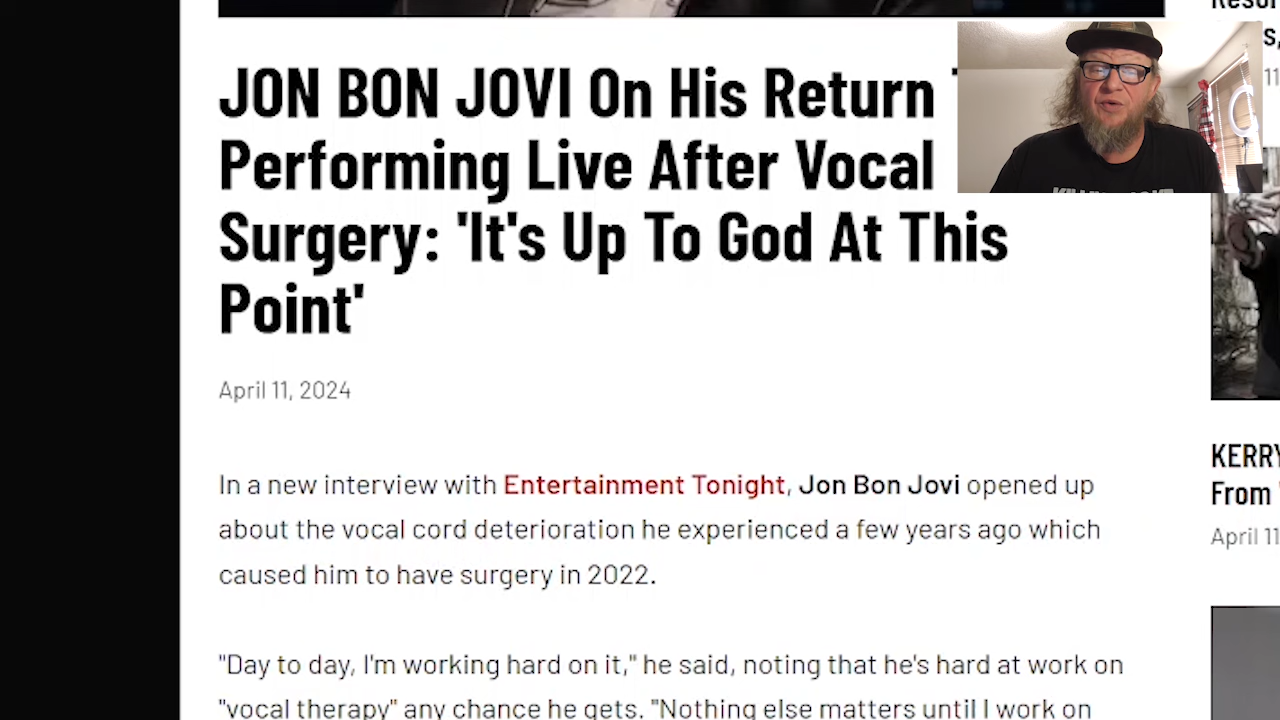 JON BON JOVI On His Return
Performing Live After Vocal
Surgery: 'It's Up To God At This
Point'
April 11, 2024
In a new interview with Entertainment Tonight, Jon Bon Jovi opened up
about the vocal cord deterioration he experienced a few years ago which
caused him to have surgery in 2022.
"Day to day, I'm working hard on it," he said, noting that he's hard at work on
"vocal therapy" any chance he gets. "Nothing else matters until I work on
KERRY
From
April 11